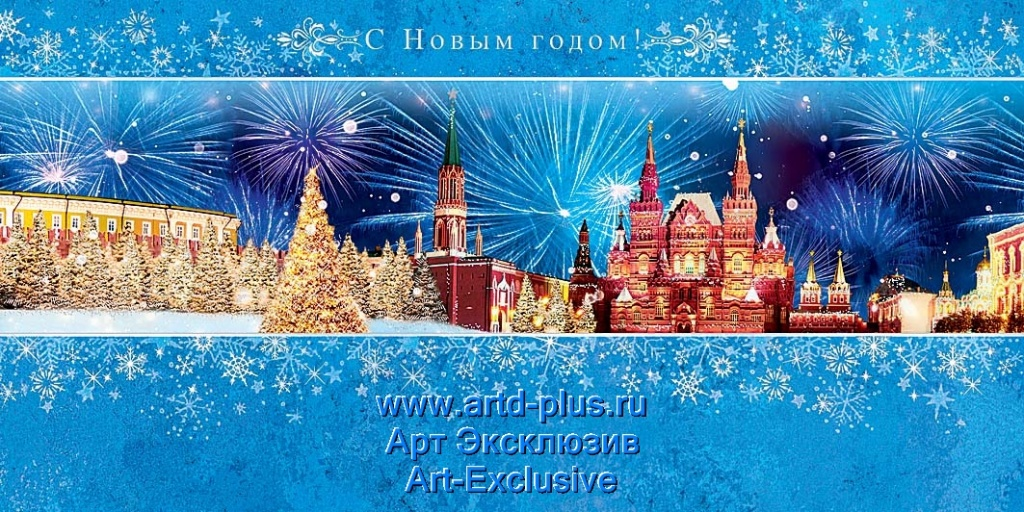 С Новым годом!
www.artd-plus.ru
Арт Эксклюзив
Art-Exclusive